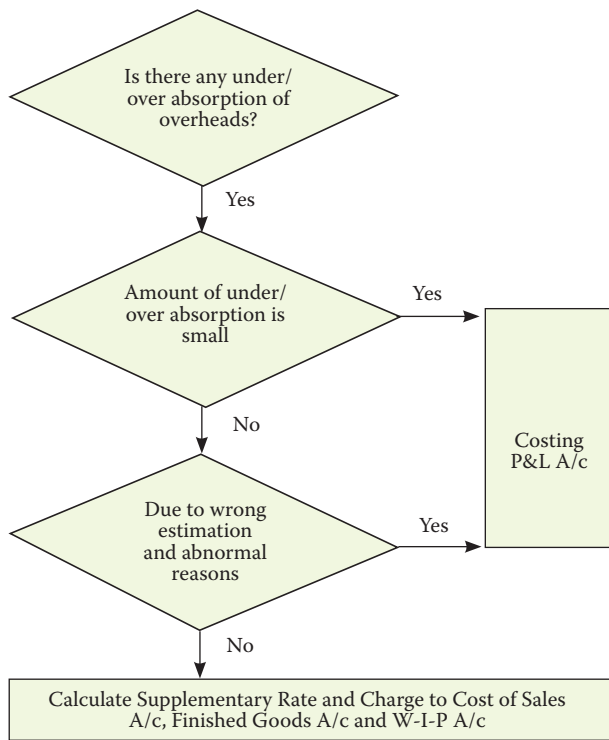 Is there any under/
over absorption of
overheads?
Yes
Amount of under/
over absorption is
small
Yes
No
Costing
P&L A/c
Due to wrong
estimation
and abnormal
reasons
Yes
No
Calculate Supplementary Rate and Charge to Cost of Sales
A/c, Finished Goods A/c and W-I-P A/c